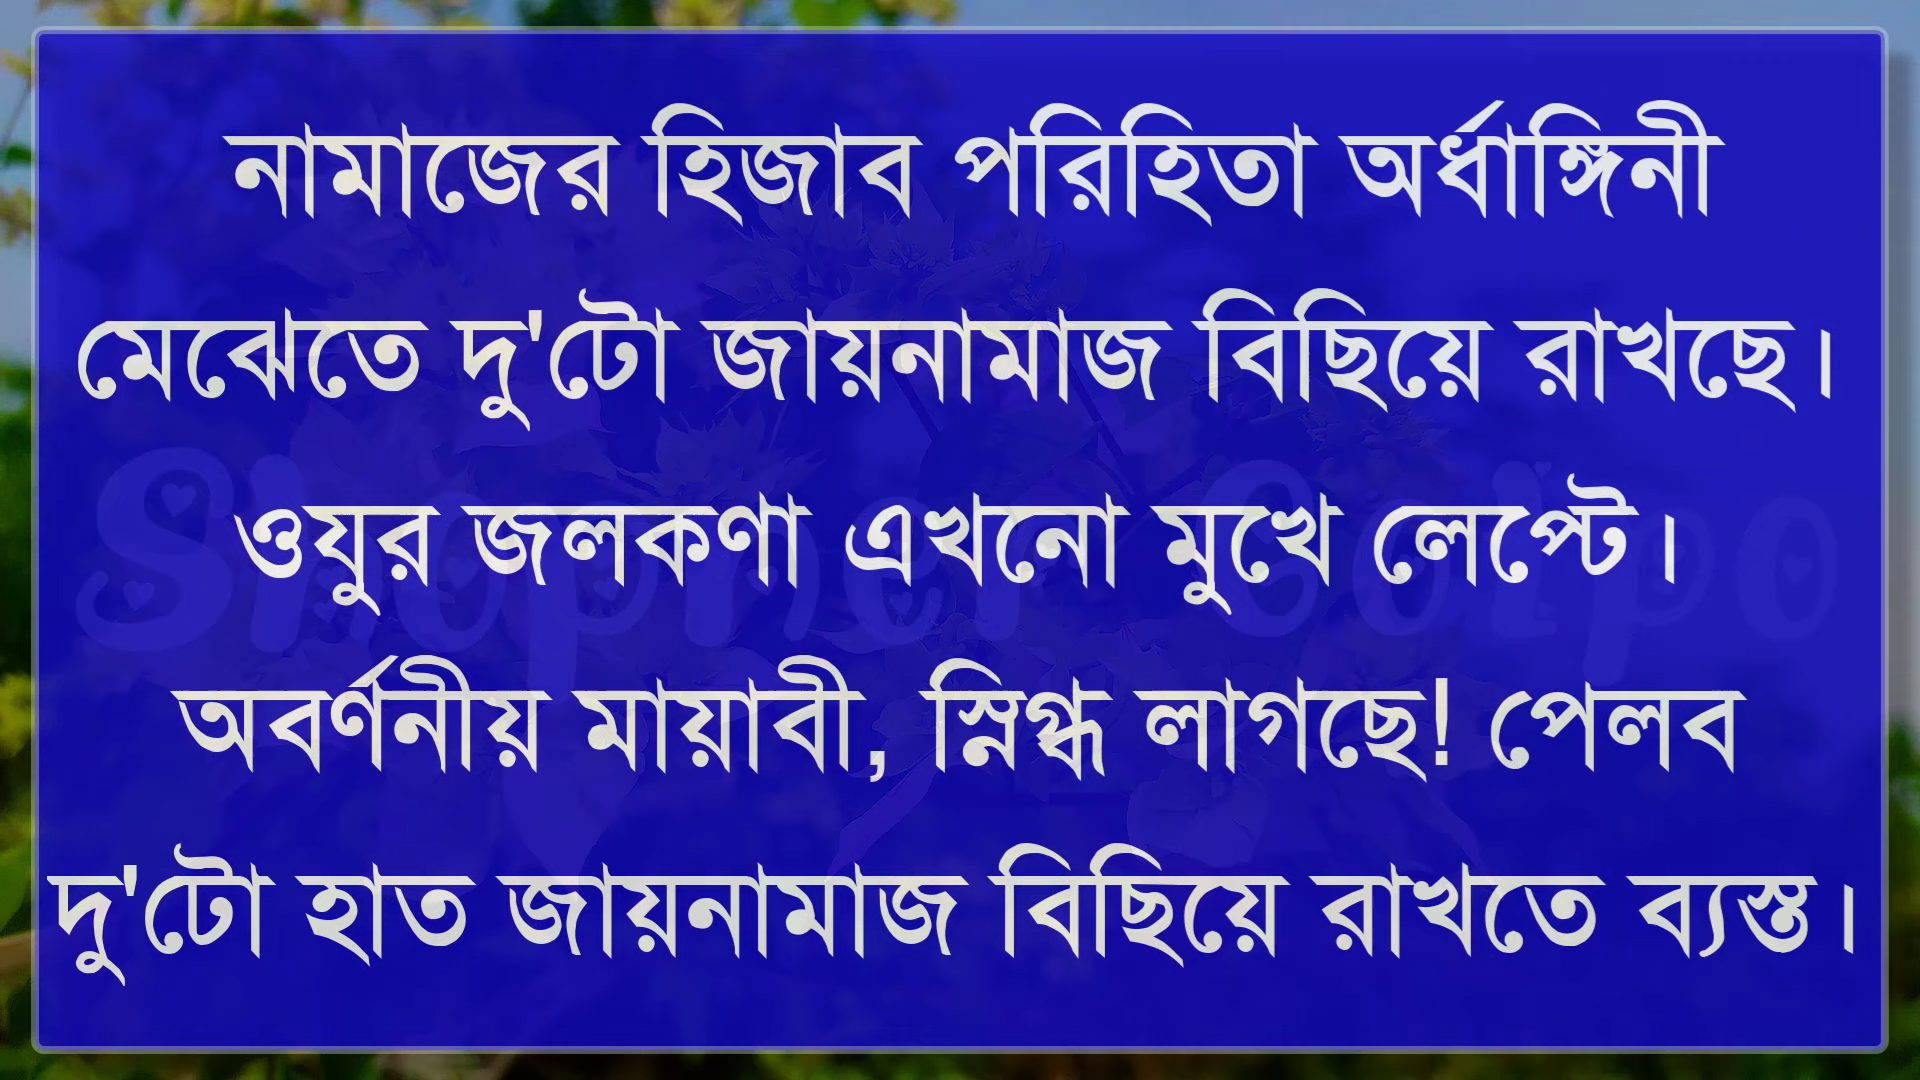 নামাজের হিজাব পরিহিতা অর্ধাঙ্গিনী
মেঝেতে দু'টো জায়নামাজ বিছিয়ে রাখছে।
ওযুর জলকণা এখনো মুখে লেপ্টে।
অবর্ণনীয় মায়াবী, স্নিগ্ধ লাগছে! পেলব
দু'টো হাত জায়নামাজ বিছিয়ে রাখতে ব্যস্ত।